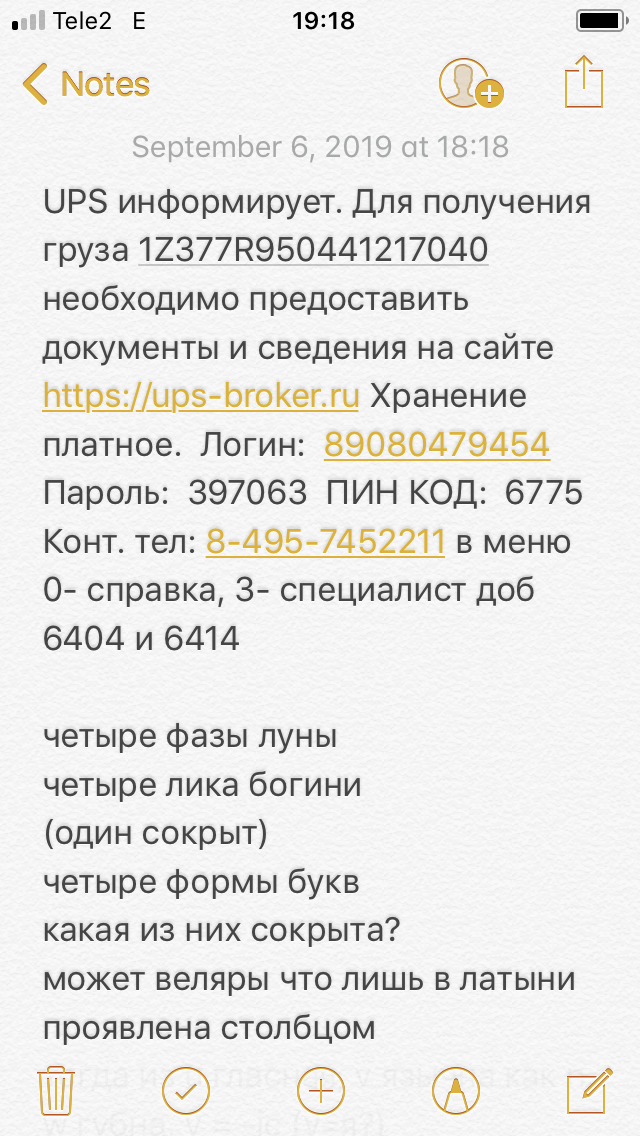 Tele2 E 19:18
Notes
September 6, 2019 at 18:18
UPS информирует. Для получения
груза 1Z377R950441217040
необходимо предоставить
документы и сведения на сайте
https://ups-broker.ru Хранение
платное. Логин: 89080479454
Пароль: 397063 ПИН КОД: 6775
Конт. тел: 8-495-7452211 в меню
0- справка, 3- специалист доб
6404 и 6414
четыре фазы луны
четыре лика богини
(один сокрыт)
четыре формы букв
какая из них сокрыта?
может веляры что лишь в латыни
проявлена столбцом